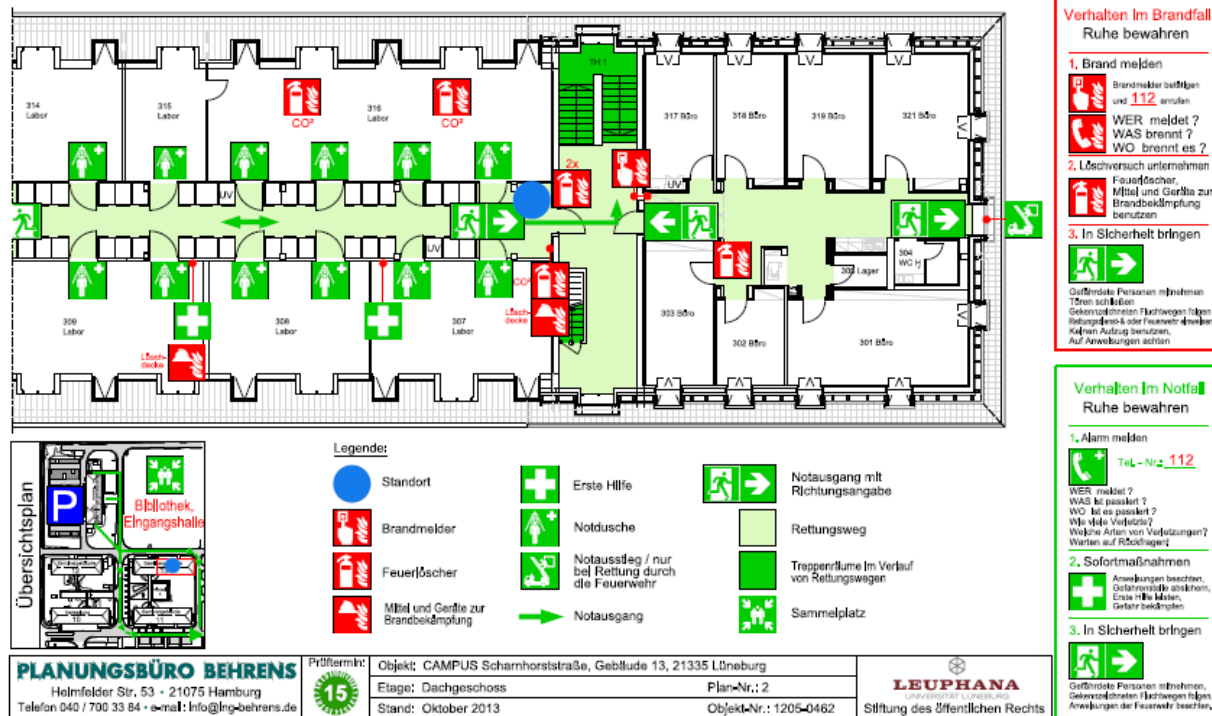 314
Labor
315
Labor
316
Labor
CO²
CO²
TH 1
317 Büro
318 Büro
319 Büro
321 Büro
2x
UV
UV
UV
304
WC H
Lager
309
Labor
308
Labor
307
Labor
CO²
Lösch-
decke
Lösch-
decke
303 Büro
302 Büro
301 Büro
Verhalten im Brandfall
Ruhe bewahren
1. Brand melden
Brandmelder betätigen
und 112 anrufen
WER meldet ?
WAS brennt ?
WO brennt es ?
2. Löschversuch unternehmen
Feuerlöscher,
Mittel und Geräte zur
Brandbekämpfung
benutzen
3. In Sicherheit bringen
Gefährdete Personen mitnehmen
Türen schließen
Gekennzeichneten Fluchtwegen folgen
Rettungsdienst & oder Feuerwehr einweisen
Keinen Aufzug benutzen,
Auf Anweisungen achten
Verhalten im Notfall
Ruhe bewahren
1. Alarm melden
Tel. - Nr.: 112
WER meldet ?
WAS ist passiert ?
WO ist es passiert ?
Wie viele Verletzte?
Welche Arten von Verletzungen?
Warten auf Rückfragen!
2. Sofortmaßnahmen
Anweisungen beachten,
Gefahrenstelle absichern,
Erste Hilfe leisten,
Gefahr bekämpfen
3. In Sicherheit bringen
Gefährdete Personen mitnehmen,
Gekennzeichneten Fluchtwegen folgen,
Anweisungen der Feuerwehr beachten,
Übersichtsplan
P
Bibliothek,
Eingangshalle
10
11
Legende:
Standort
Brandmelder
Feuerlöscher
Mittel und Geräte zur
Brandbekämpfung
Erste Hilfe
Notdusche
Notausstieg / nur
bei Rettung durch
die Feuerwehr
Notausgang
Notausgang mit
Richtungsangabe
Rettungsweg
Treppenräume im Verlauf
von Rettungswegen
Sammelplatz
PLANUNGSBÜRO BEHRENS
Helmfelder Str. 53 • 21075 Hamburg
Telefon 040 / 700 33 84 • e-mail: info@ing-behrens.de
Prüftermin:
15
Objekt: CAMPUS Scharnhorststraße, Gebäude 13, 21335 Lüneburg
Etage: Dachgeschoss
Plan-Nr.: 2
Stand: Oktober 2013
Objekt-Nr.: 1205-0462
LEUPHANA
UNIVERSITÄT LÜNEBURG
Stiftung des öffentlichen Rechts